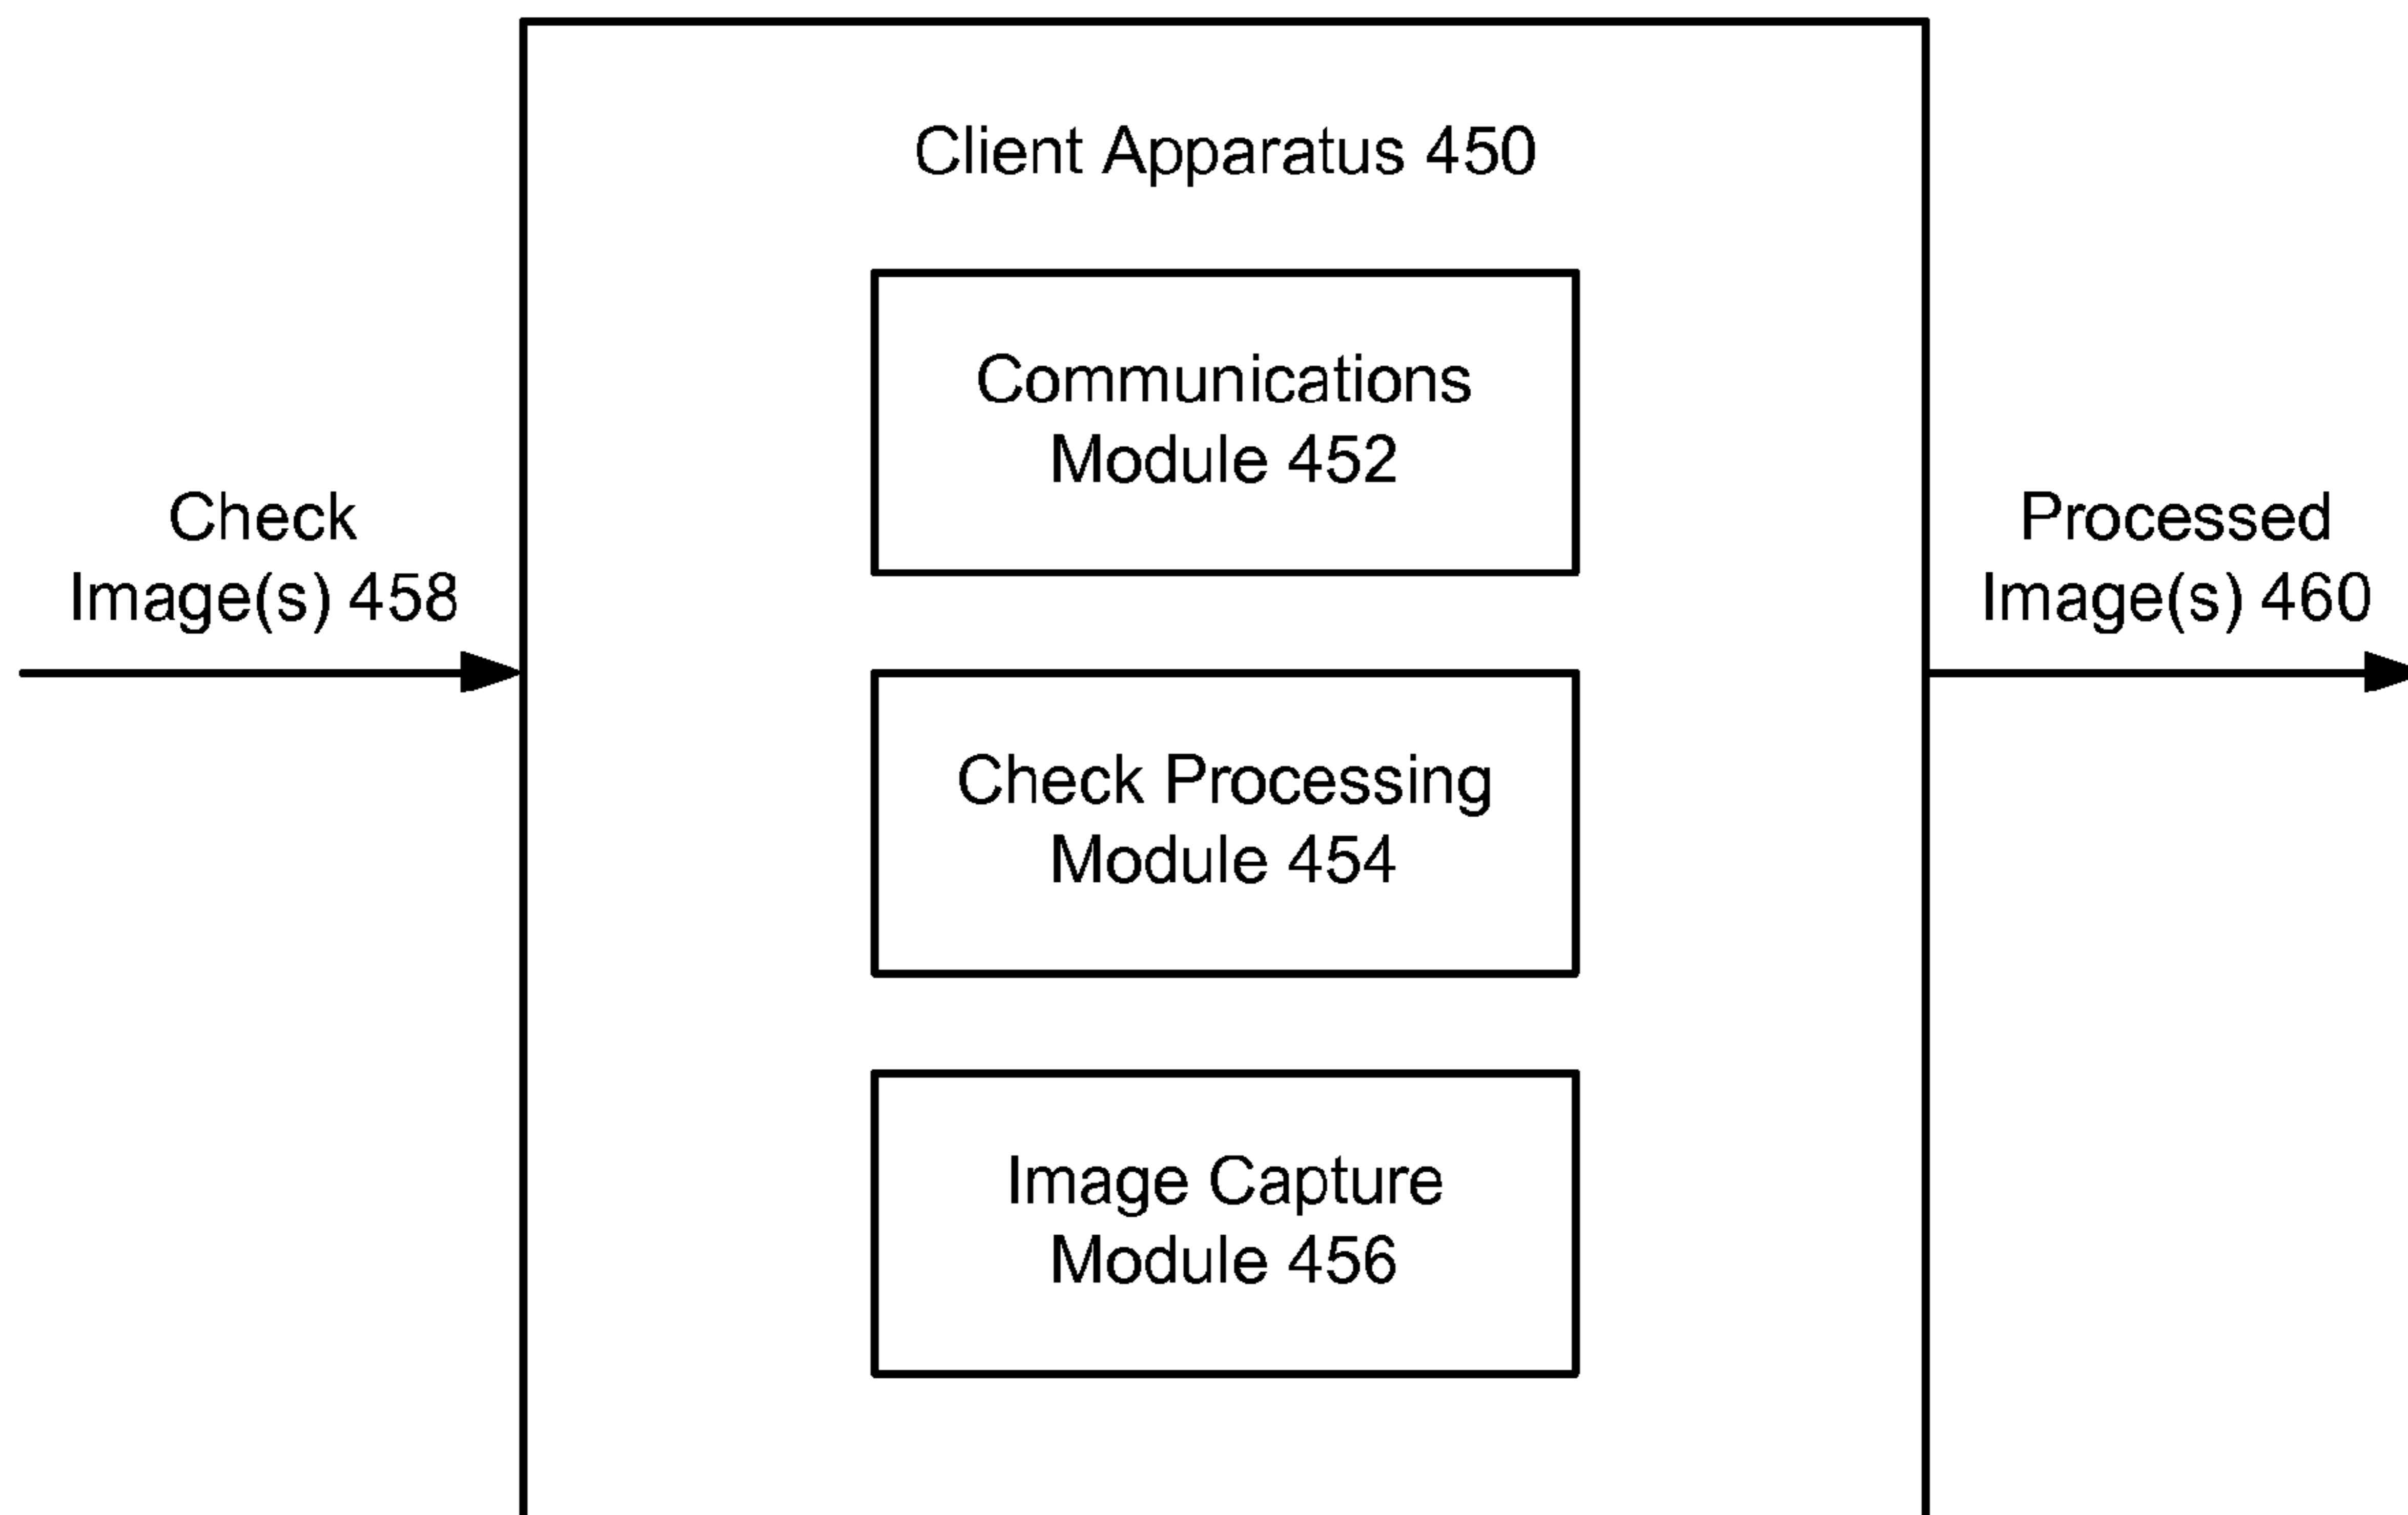 Client Apparatus 450
Communications
Module 452
Check
Image(s) 458
Processed
Image(s) 460
Check Processing
Module 454
Image Capture
Module 456